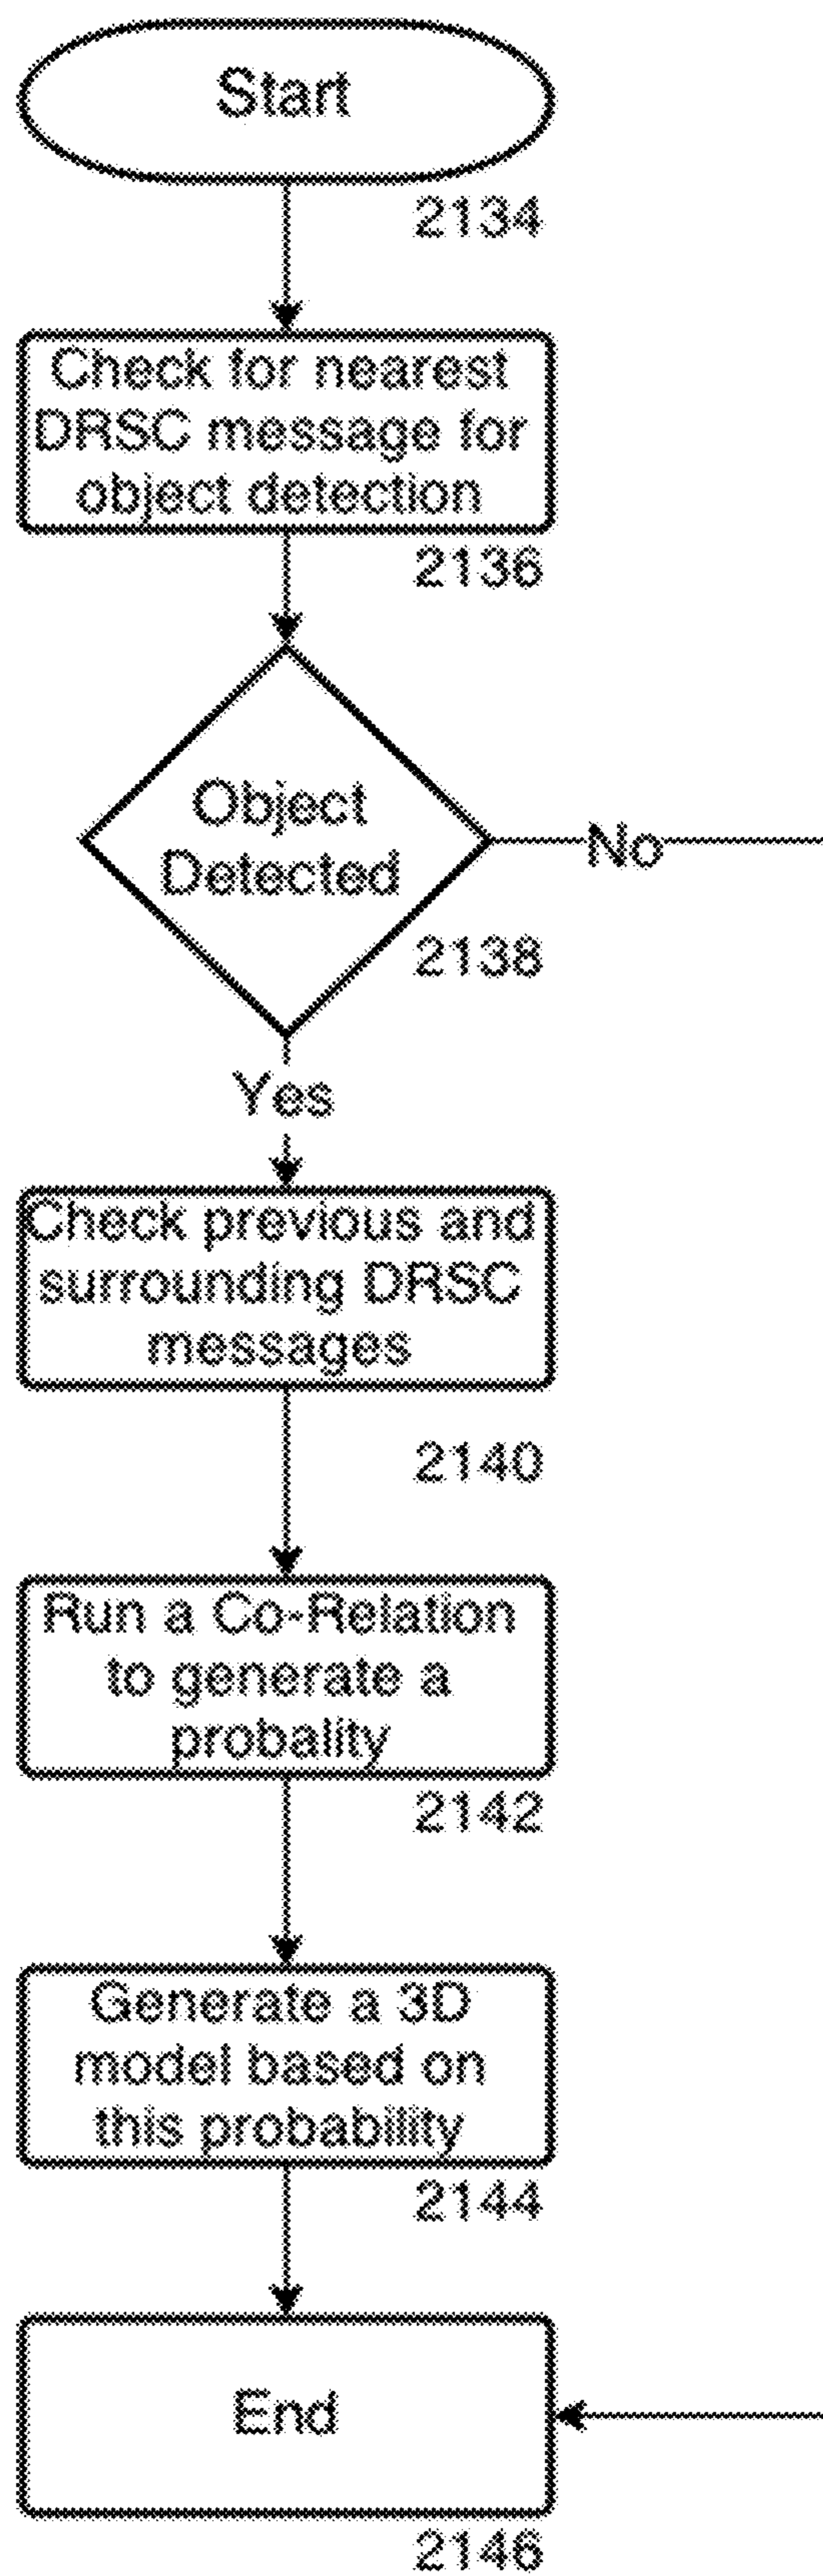 Start
2134
Check for nearest
DRSC message for
object detection
2136
Object
Detected
No
2138
Yes
Check previous and
surrounding DRSC
messages
2140
Run a Co-Relation
to generate a
probality
2142
Generate a 3D
model based on
this probability
2144
End
2146